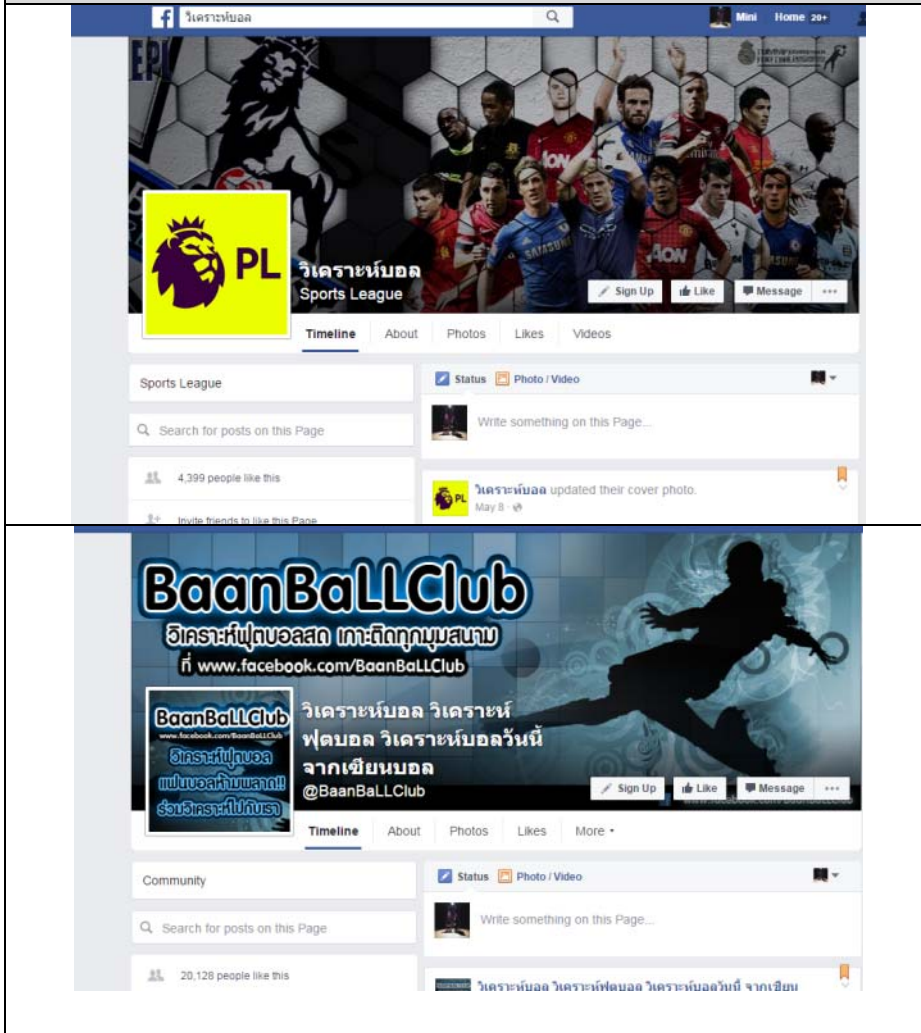 วิเคราะห์บอล
Mini Home 20+
EPL
AON
SAMSUNG
AON
SAMSUNG
PL
วิเคราะห์บอล
Sports League
Sign Up Like Message
Timeline About Photos Likes Videos
Sports League
Status Photo / Video
Search for posts on this Page
Write something on this Page...
4,399 people like this
วิเคราะห์บอล updated their cover photo.
PL
May 8
Invite friends to like this Page
BaanBaLLClub
วิเคราะห์ฟุตบอลสด เกาะติดทุกมุมสนาม
ที่ www.facebook.com/BaanBaLLClub
BaanBaLLClub
www.facebook.com/BaanBaLLClub
วิเคราะห์ฟุตบอล
แฟนบอลห้ามพลาด!!
ร่วมวิเคราะห์ไปกับเรา
วิเคราะห์บอล วิเคราะห์
ฟุตบอล วิเคราะห์บอลวันนี้
จากเซียนบอล
@BaanBaLLClub
Sign Up Like Message
Timeline About Photos Likes More
Community
Status Photo / Video
Search for posts on this Page
Write something on this Page...
20,128 people like this
วิเคราะห์บอล วิเคราะห์ฟุตบอล วิเคราะห์บอลวันนี้ จากเซียน